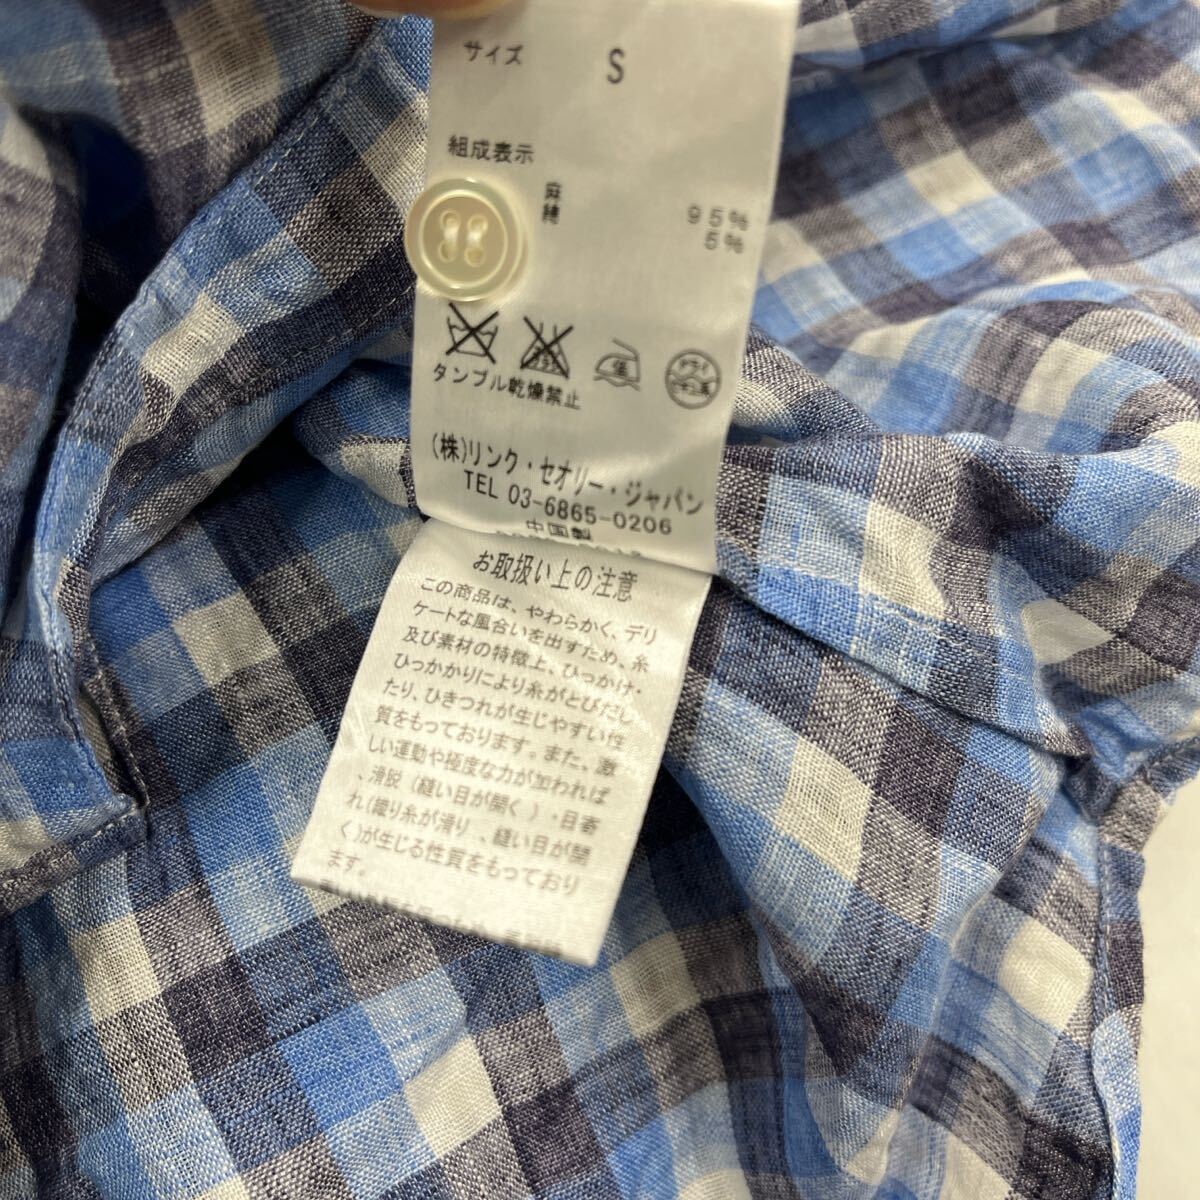 サイズ S
組成表示
麻 95%
綿 5%
タンブル乾燥禁止
(株)リンク・セオリー・ジャパン
TEL 03-6865-0206
中国製
お取扱い上の注意
この商品は、やわらかく、デリ
ケートな風合いを出すため、糸
及び素材の特徴上、ひっかけ・
ひっかかりにより糸がとびだし
たり、ひきつれが生じやすい性
質をもっております。また、激
しい運動や極度な力が加われば
、滑脱(縫い目が開く)・目寄
れ(織り糸が滑り、縫い目が開
く)が生じる性質をもっており
ます。